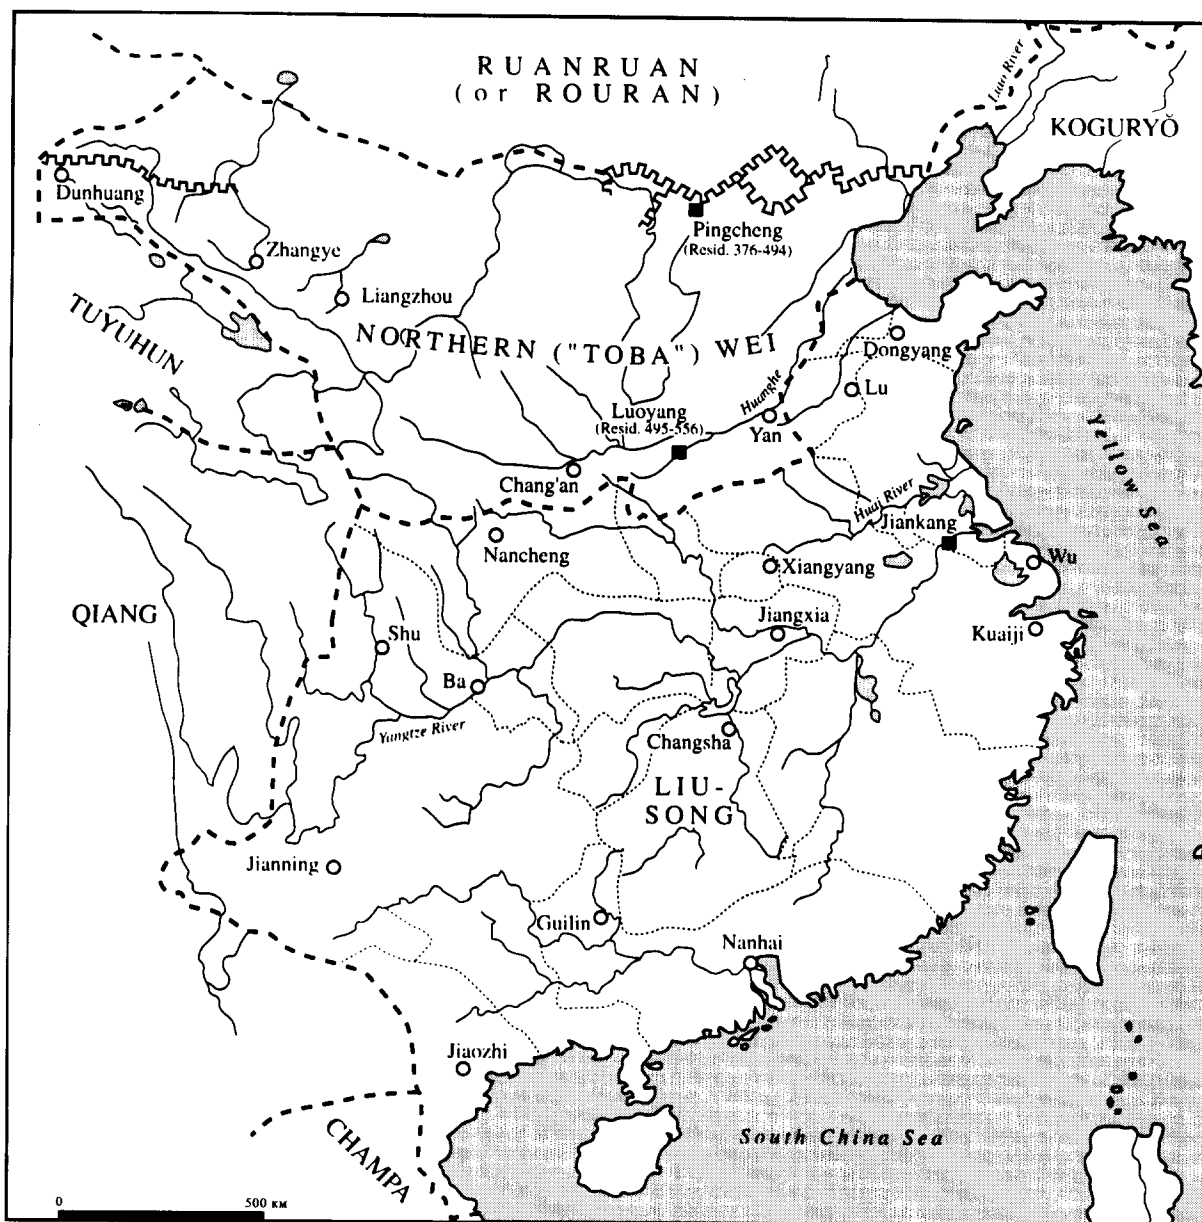 RUANRUAN
(or ROURAN)
Liao River
KOGURYŎ
Dunhuang
Pingcheng
(Resid. 376-494)
Zhangye
Liangzhou
TUYUHUN
NORTHERN ("TOBA") WEI
Dongyang
Huanghe
Lu
Luoyang
(Resid. 495-556)
Yan
Yellow Sea
Chang'an
Huai River
Jiankang
Nancheng
Xiangyang
Wu
QIANG
Shu
Jiangxia
Kuaiji
Ba
Yangtze River
Changsha
LIU-
SONG
Jianning
Guilin
Nanhai
Jiaozhi
CHAMPA
South China Sea
0
500 KM